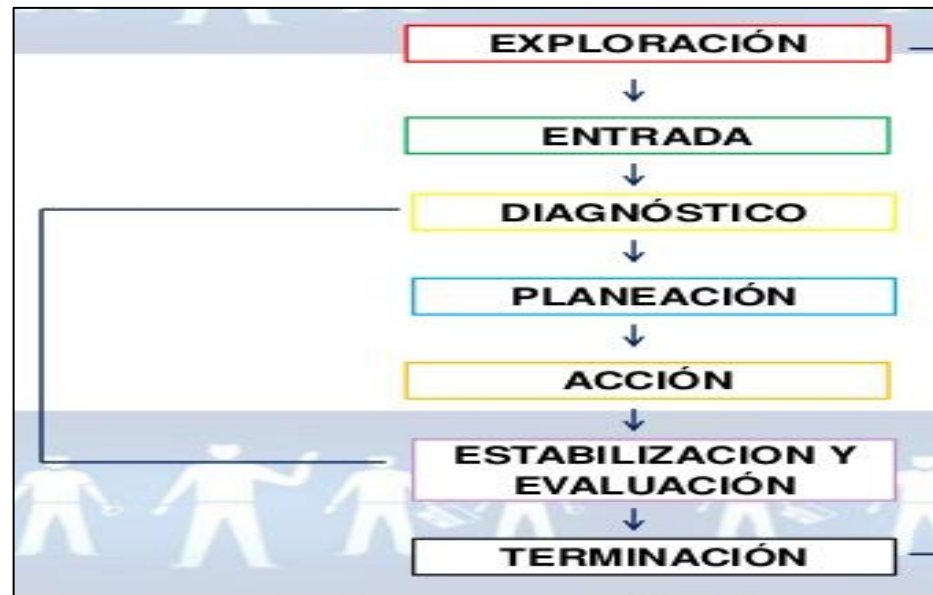 EXPLORACIÓN
ENTRADA
DIAGNÓSTICO
PLANEACIÓN
ACCIÓN
ESTABILIZACION Y
EVALUACIÓN
TERMINACIÓN